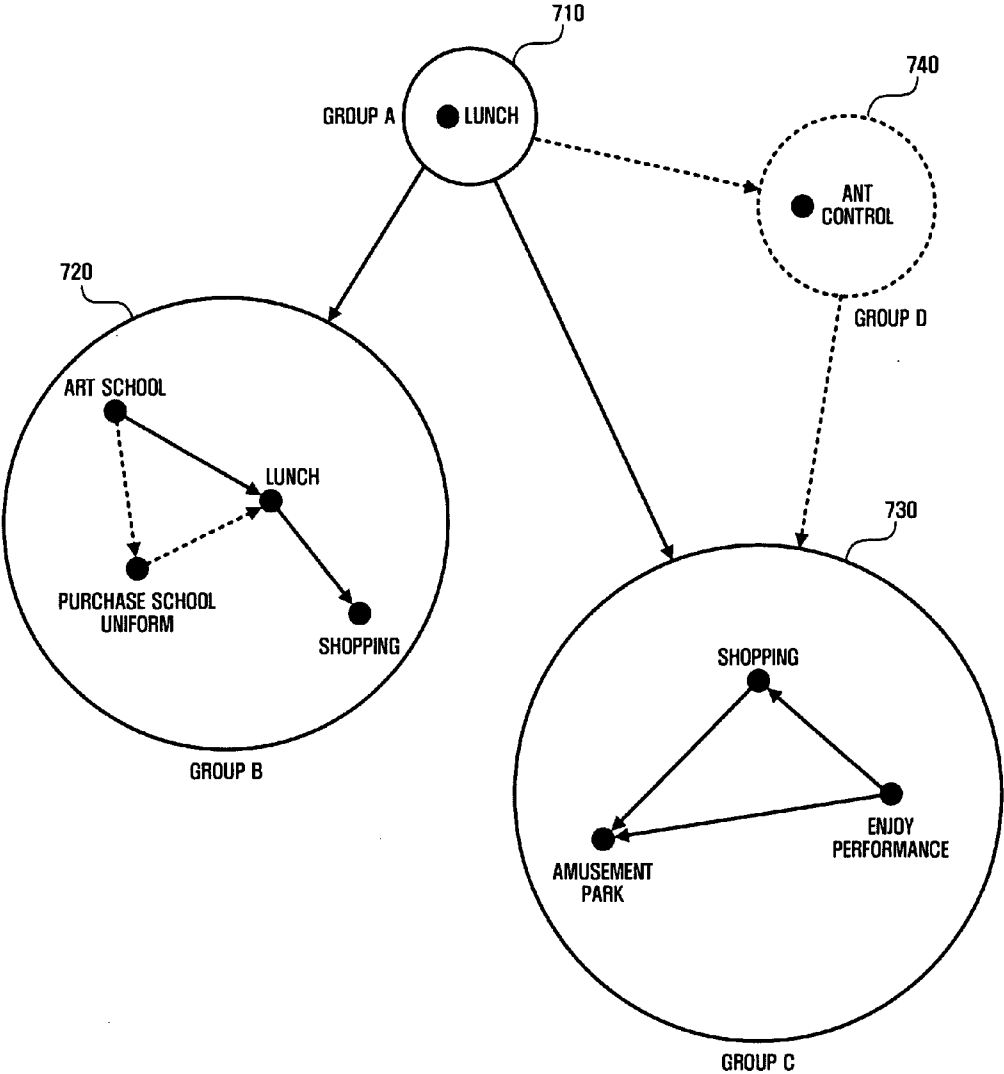 710
740
GROUP A
LUNCH
ANT
CONTROL
GROUP D
720
ART SCHOOL
LUNCH
PURCHASE SCHOOL
UNIFORM
SHOPPING
GROUP B
730
SHOPPING
ENJOY
PERFORMANCE
AMUSEMENT
PARK
GROUP C